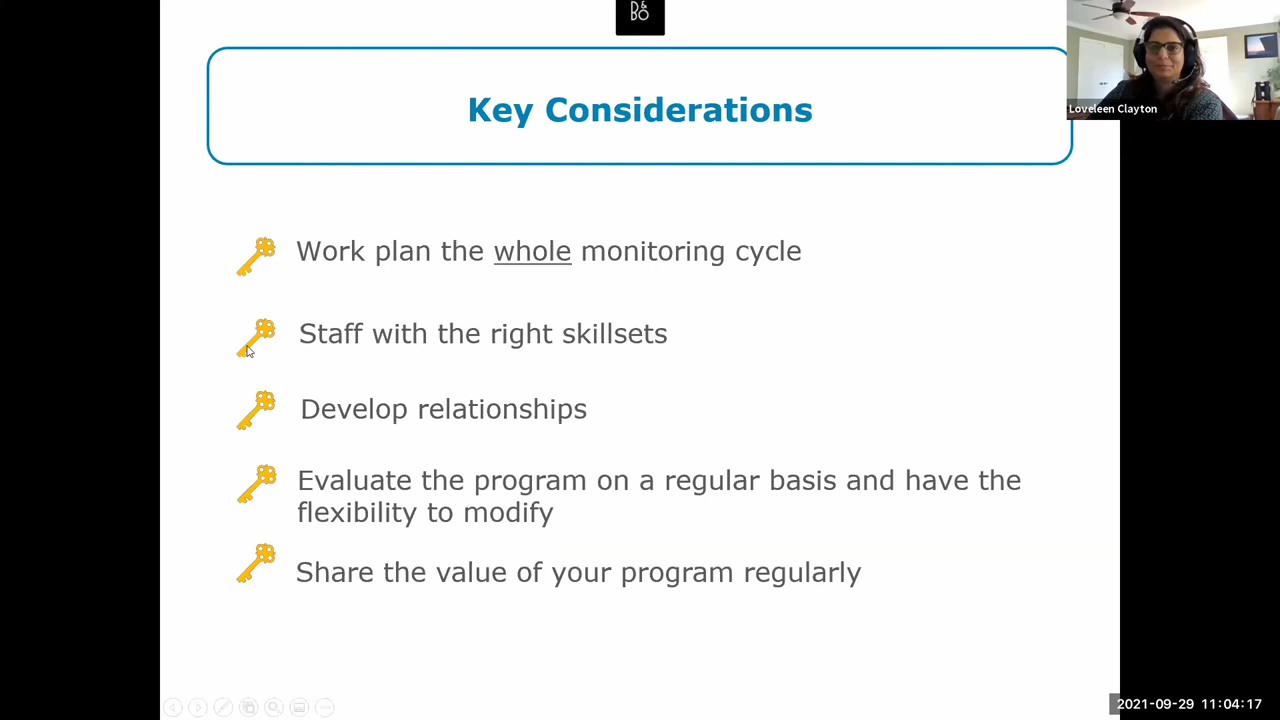 B&
BO
Key Considerations
Loveleen Clayton
Work plan the whole monitoring cycle
Staff with the right skillsets
Develop relationships
Evaluate the program on a regular basis and have the
flexibility to modify
Share the value of your program regularly
2021-09-29 11:04:17